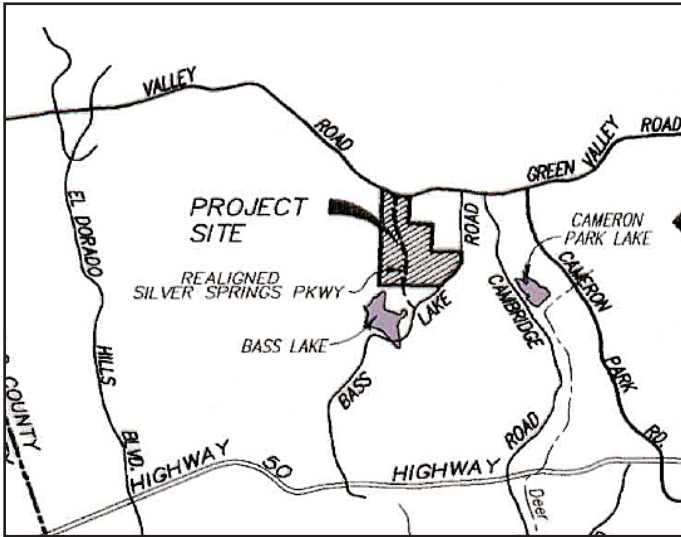 VALLEY
ROAD
GREEN
VALLEY
ROAD
EL DORADO
HILLS
BLVD.
PROJECT
SITE
REALIGNED
SILVER SPRINGS PKWY
BASS LAKE
ROAD
LAKE
BASS
CAMERON
PARK LAKE
CAMBRIDGE
ROAD
CAMERON
PARK
RD.
COUNTY
HIGHWAY
50
HIGHWAY
Deer